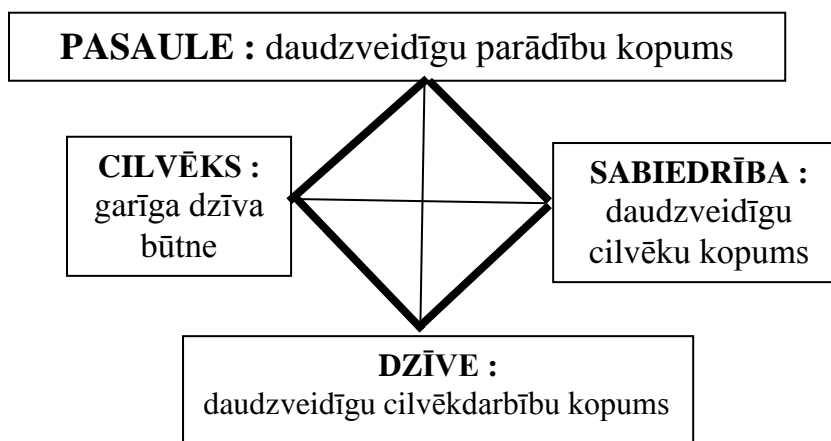 PASAULE : daudzveidīgu parādību kopums
CILVĒKS :
garīga dzīva
būtne
SABIEDRĪBA :
daudzveidīgu
cilvēku kopums
DZĪVE :
daudzveidīgu cilvēkdarbību kopums